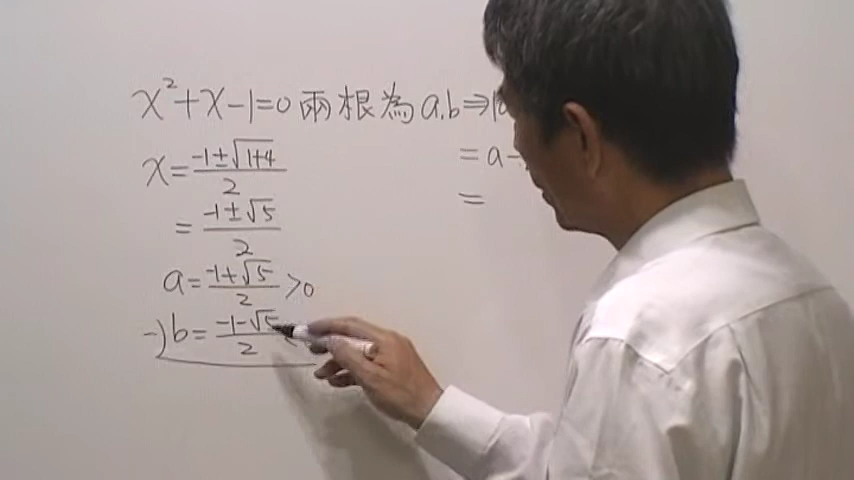 x²+x-1=0 兩根為 a,b ⇒|
x= (-1±√(1+4))/2
= (-1±√5)/2
a= (-1+√5)/2 >0
-) b= (-1-√5)/2 <
= a-
=